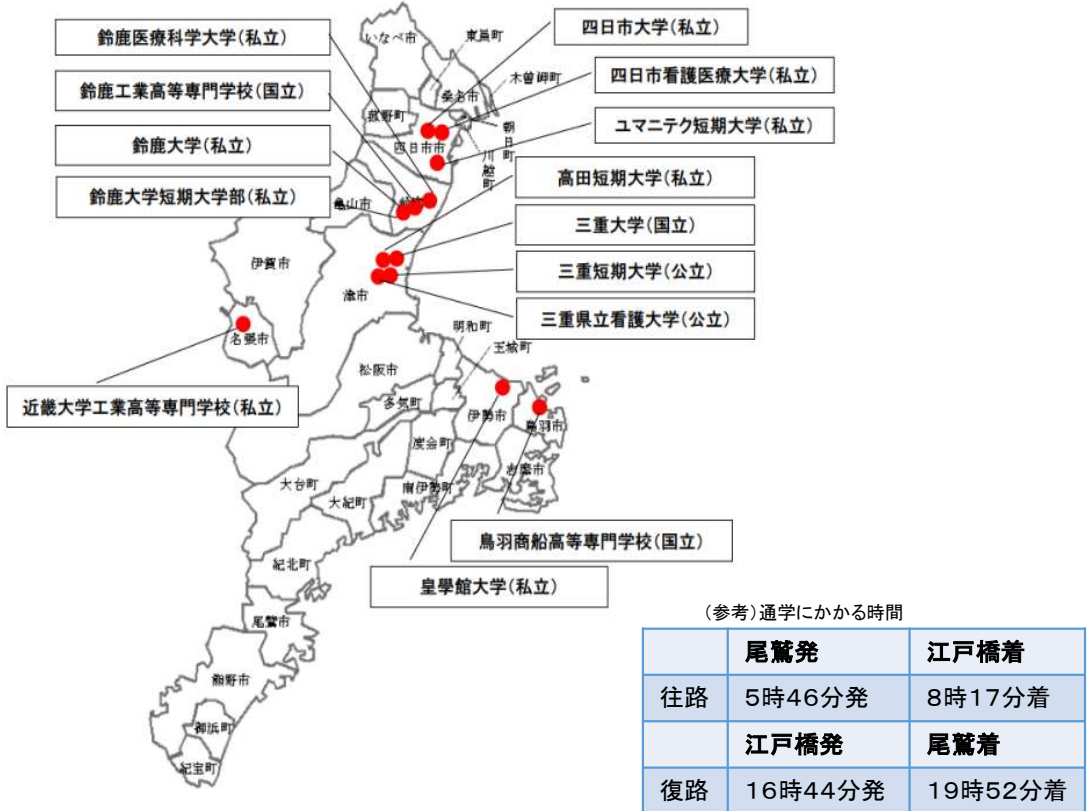 鈴鹿医療科学大学(私立)
鈴鹿工業高等専門学校(国立)
鈴鹿大学(私立)
鈴鹿大学短期大学部(私立)
四日市大学(私立)
四日市看護医療大学(私立)
ユマニテク短期大学(私立)
高田短期大学(私立)
三重大学(国立)
三重短期大学(公立)
三重県立看護大学(公立)
近畿大学工業高等専門学校(私立)
鳥羽商船高等専門学校(国立)
皇學館大学(私立)
いなべ市
東員町
木曽岬町
桑名市
菰野町
朝日町
四日市市
川越町
亀山市
伊賀市
津市
名張市
明和町
玉城町
松阪市
多気町
伊勢市
鳥羽市
度会町
志摩市
大台町
南伊勢町
大紀町
紀北町
尾鷲市
熊野市
御浜町
紀宝町
(参考)通学にかかる時間
尾鷲発 江戸橋着
往路 5時46分発 8時17分着
江戸橋発 尾鷲着
復路 16時44分発 19時52分着